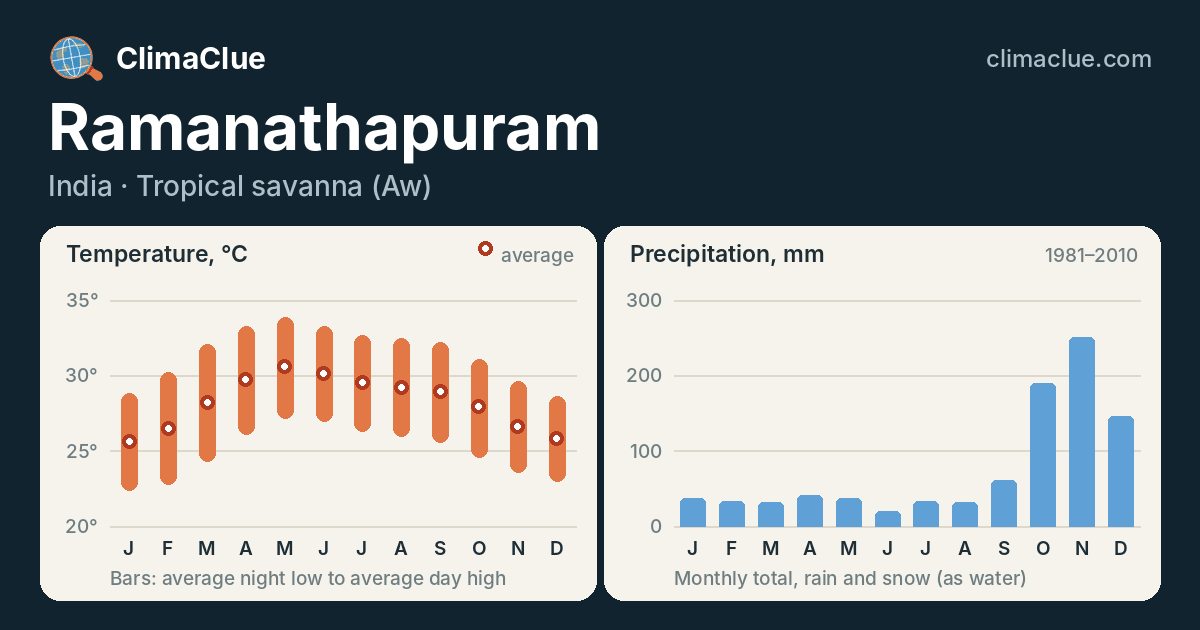 ClimaClue
climaclue.com
Ramanathapuram
India · Tropical savanna (Aw)
Temperature, °C
average
35°
30°
25°
20°
J F M A M J J A S O N D
Bars: average night low to average day high
Precipitation, mm
1981–2010
300
200
100
0
J F M A M J J A S O N D
Monthly total, rain and snow (as water)